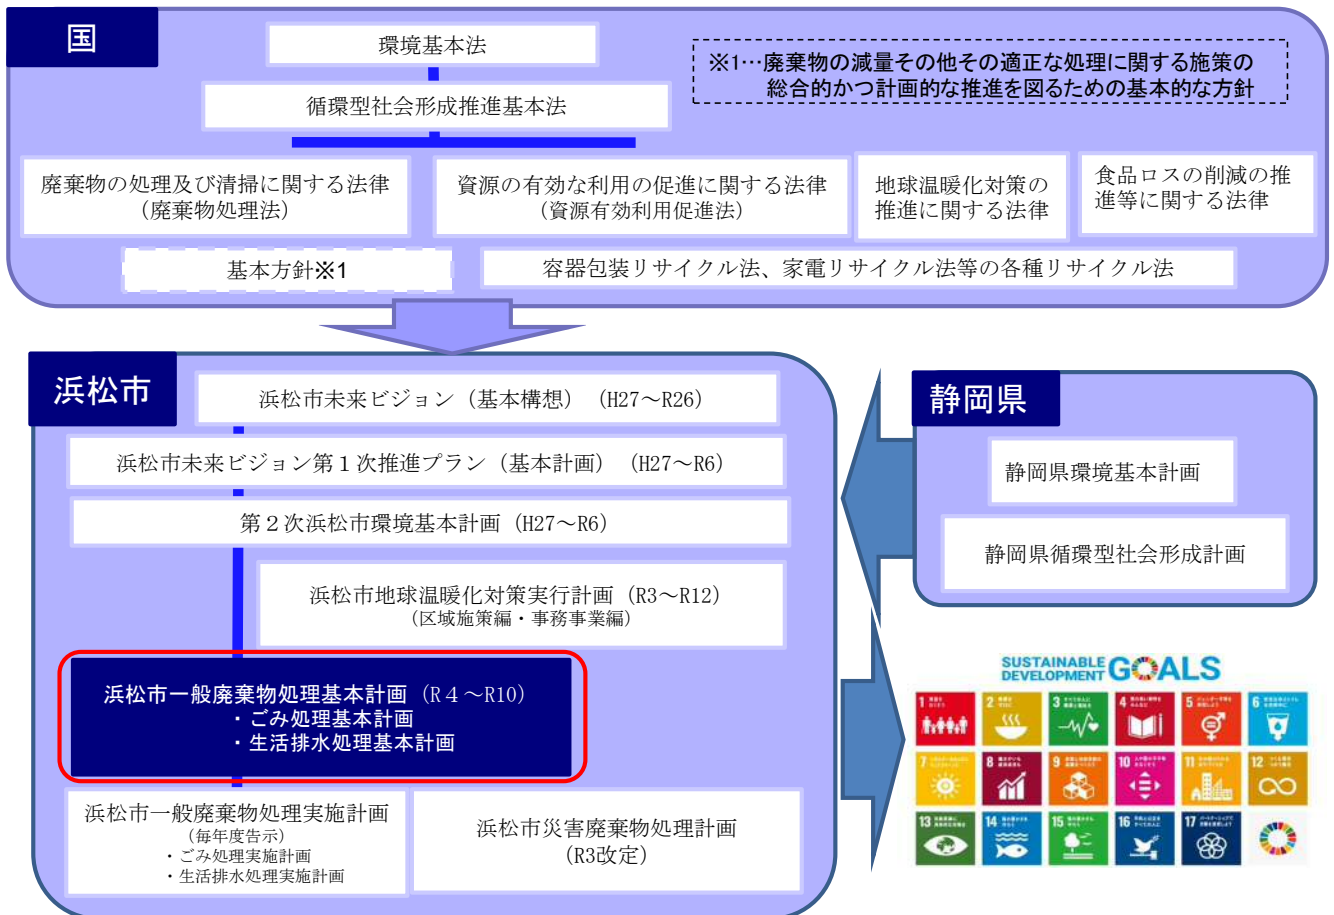 国
環境基本法
※1…廃棄物の減量その他その適正な処理に関する施策の
総合的かつ計画的な推進を図るための基本的な方針
循環型社会形成推進基本法
廃棄物の処理及び清掃に関する法律
（廃棄物処理法）
資源の有効な利用の促進に関する法律
（資源有効利用促進法）
地球温暖化対策の
推進に関する法律
食品ロスの削減の推
進等に関する法律
基本方針※1
容器包装リサイクル法、家電リサイクル法等の各種リサイクル法
浜松市
浜松市未来ビジョン（基本構想）（H27～R26）
浜松市未来ビジョン第１次推進プラン（基本計画）（H27～R6）
第２次浜松市環境基本計画（H27～R6）
浜松市地球温暖化対策実行計画（R3～R12）
（区域施策編・事務事業編）
浜松市一般廃棄物処理基本計画（R４～R10）
・ごみ処理基本計画
・生活排水処理基本計画
浜松市一般廃棄物処理実施計画
（毎年度告示）
・ごみ処理実施計画
・生活排水処理実施計画
浜松市災害廃棄物処理計画
（R3改定）
静岡県
静岡県環境基本計画
静岡県循環型社会形成計画
SUSTAINABLE
DEVELOPMENT
GOALS
1
2
3
4
5
6
7
8
9
10
11
12
13
14
15
16
17